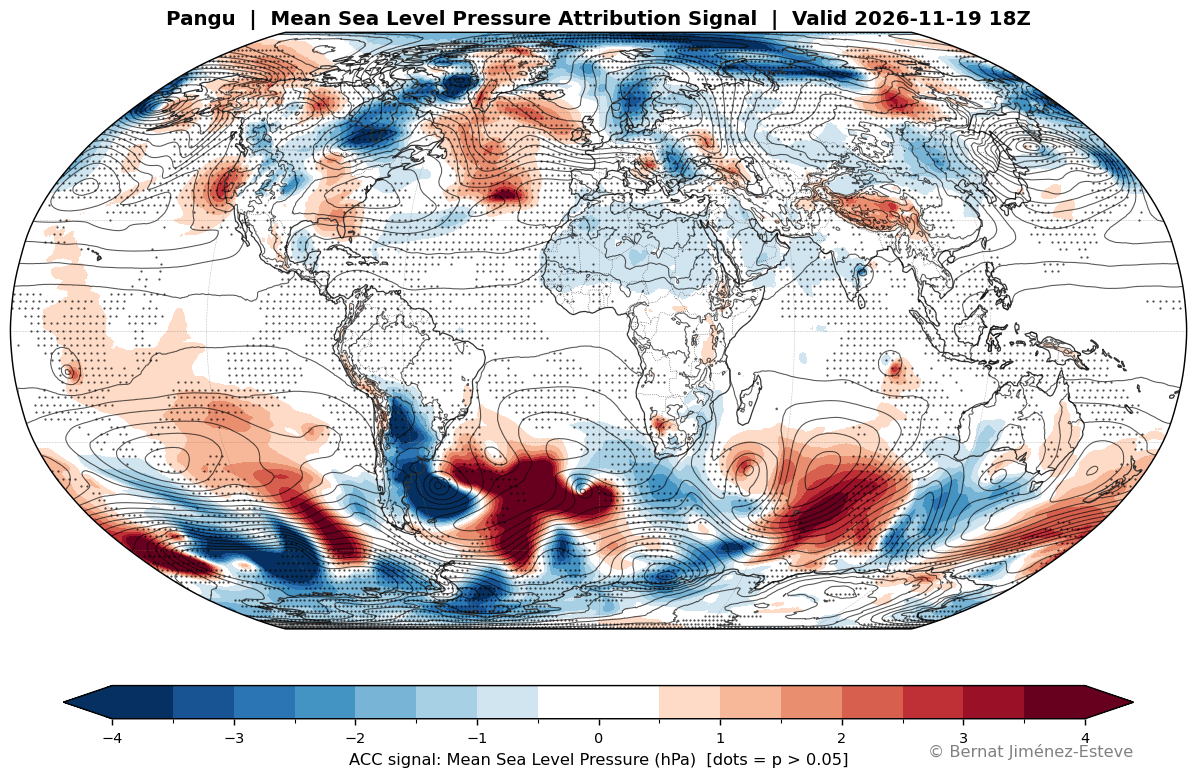 Pangu | Mean Sea Level Pressure Attribution Signal | Valid 2026-11-19 18Z
−4 −3 −2 −1 0 1 2 3 4
ACC signal: Mean Sea Level Pressure (hPa) [dots = p > 0.05]
© Bernat Jiménez-Esteve